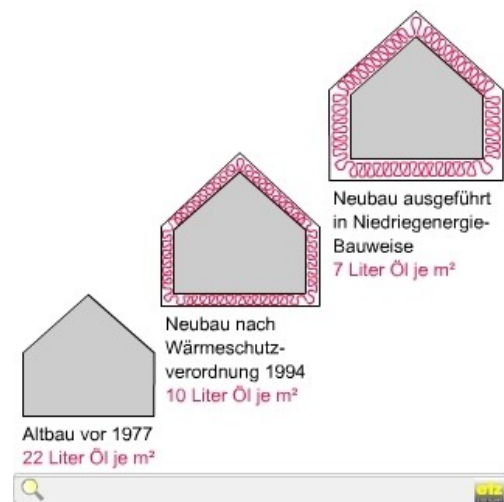 Neubau ausgeführt
in Niedriegenergie-
Bauweise
7 Liter Öl je m²
Neubau nach
Wärmeschutz-
verordnung 1994
10 Liter Öl je m²
Altbau vor 1977
22 Liter Öl je m²